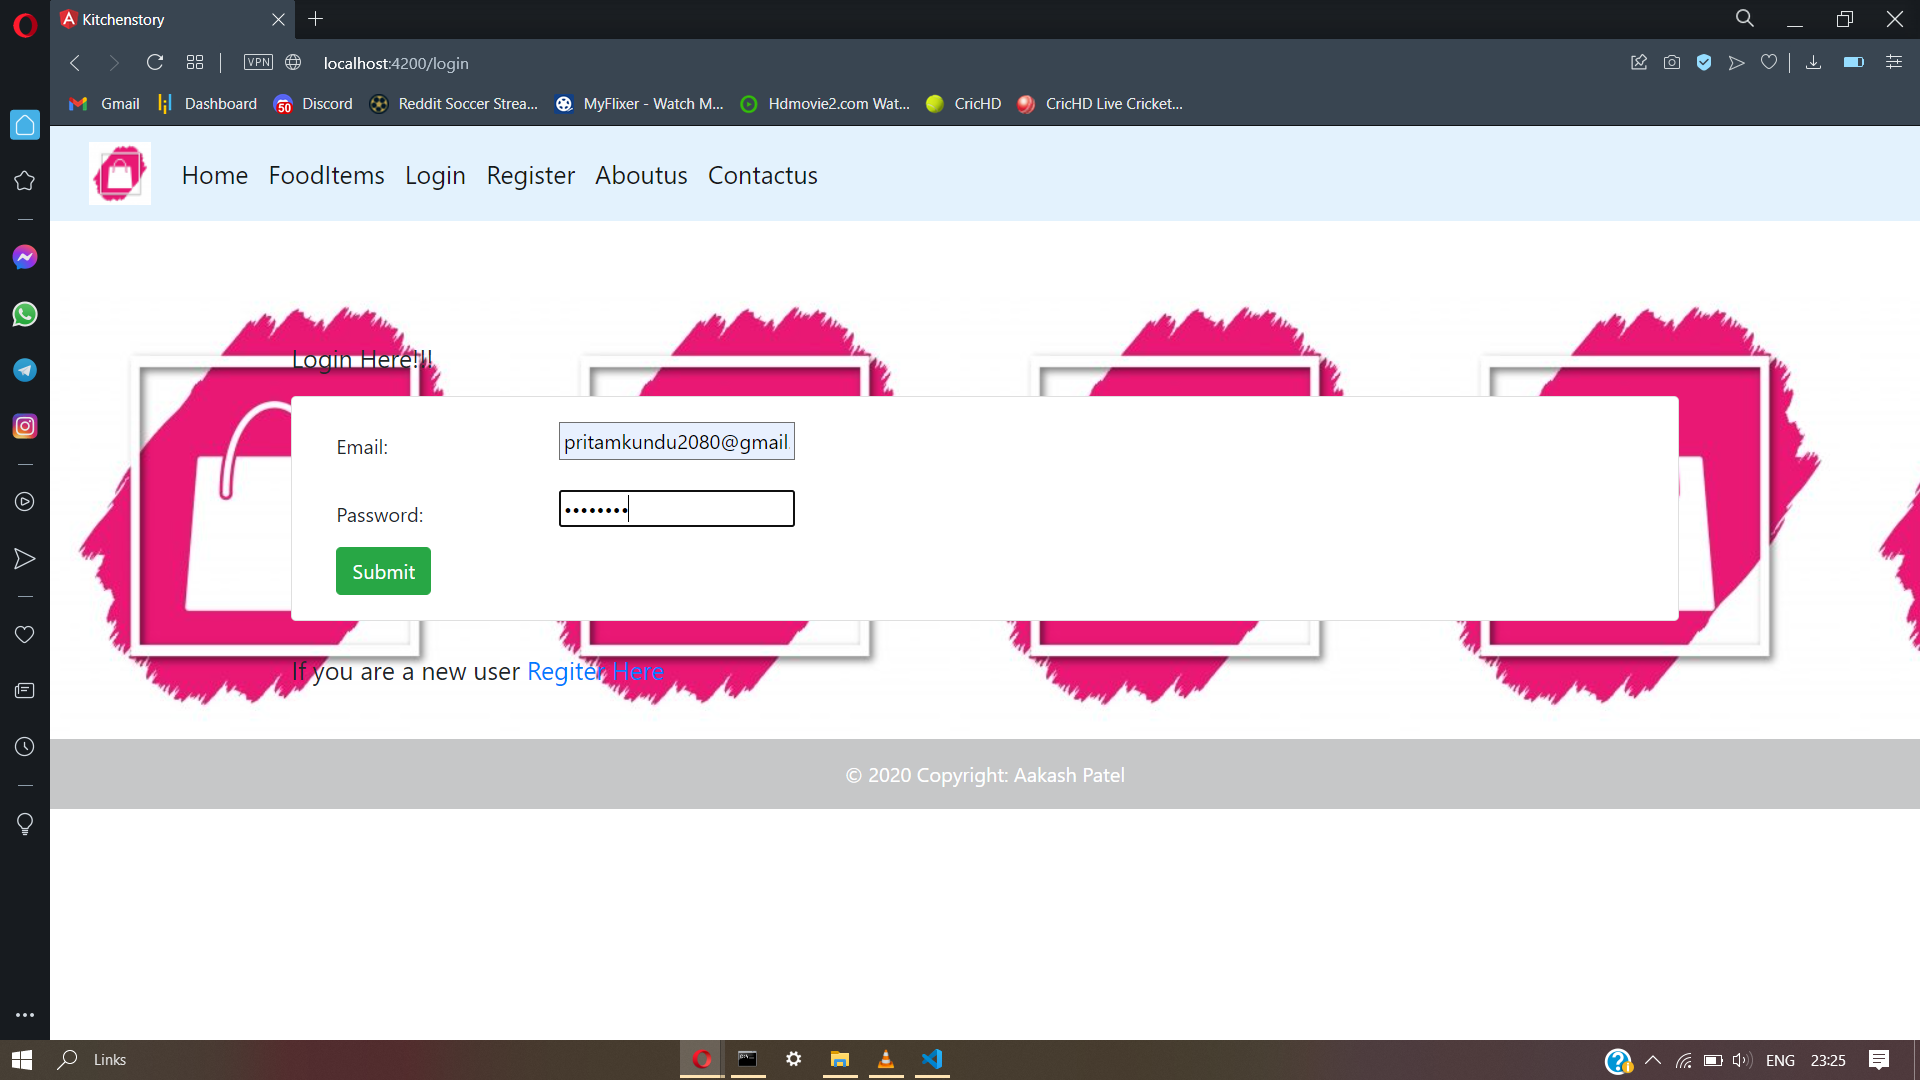 Kitchenstory
VPN localhost:4200/login
Gmail Dashboard 50 Discord Reddit Soccer Strea... MyFlixer - Watch M... Hdmovie2.com Wat... CricHD CricHD Live Cricket...
Home FoodItems Login Register Aboutus Contactus
Login Here!!!
Email: pritamkundu2080@gmail.
Password: ••••••••
Submit
If you are a new user Regiter Here
© 2020 Copyright: Aakash Patel
Links ENG 23:25